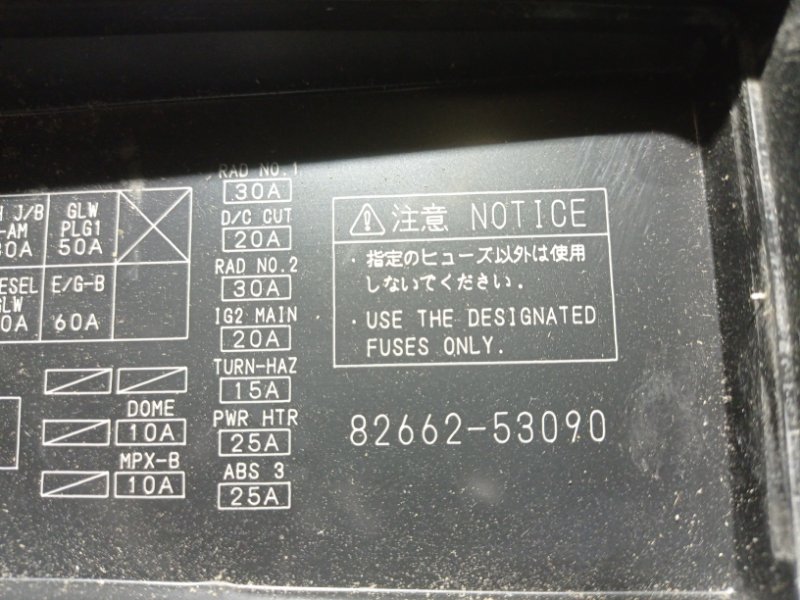 J/B
-AM
GLW
PLG1
50A
GLW
E/G-B
60A
DOME
10A
MPX-B
10A
RAD NO.1
30A
D/C CUT
20A
RAD NO.2
30A
IG2 MAIN
20A
TURN-HAZ
15A
PWR HTR
25A
ABS 3
25A
注意 NOTICE
・指定のヒューズ以外は使用
しないでください.
・USE THE DESIGNATED
FUSES ONLY.
82662-53090